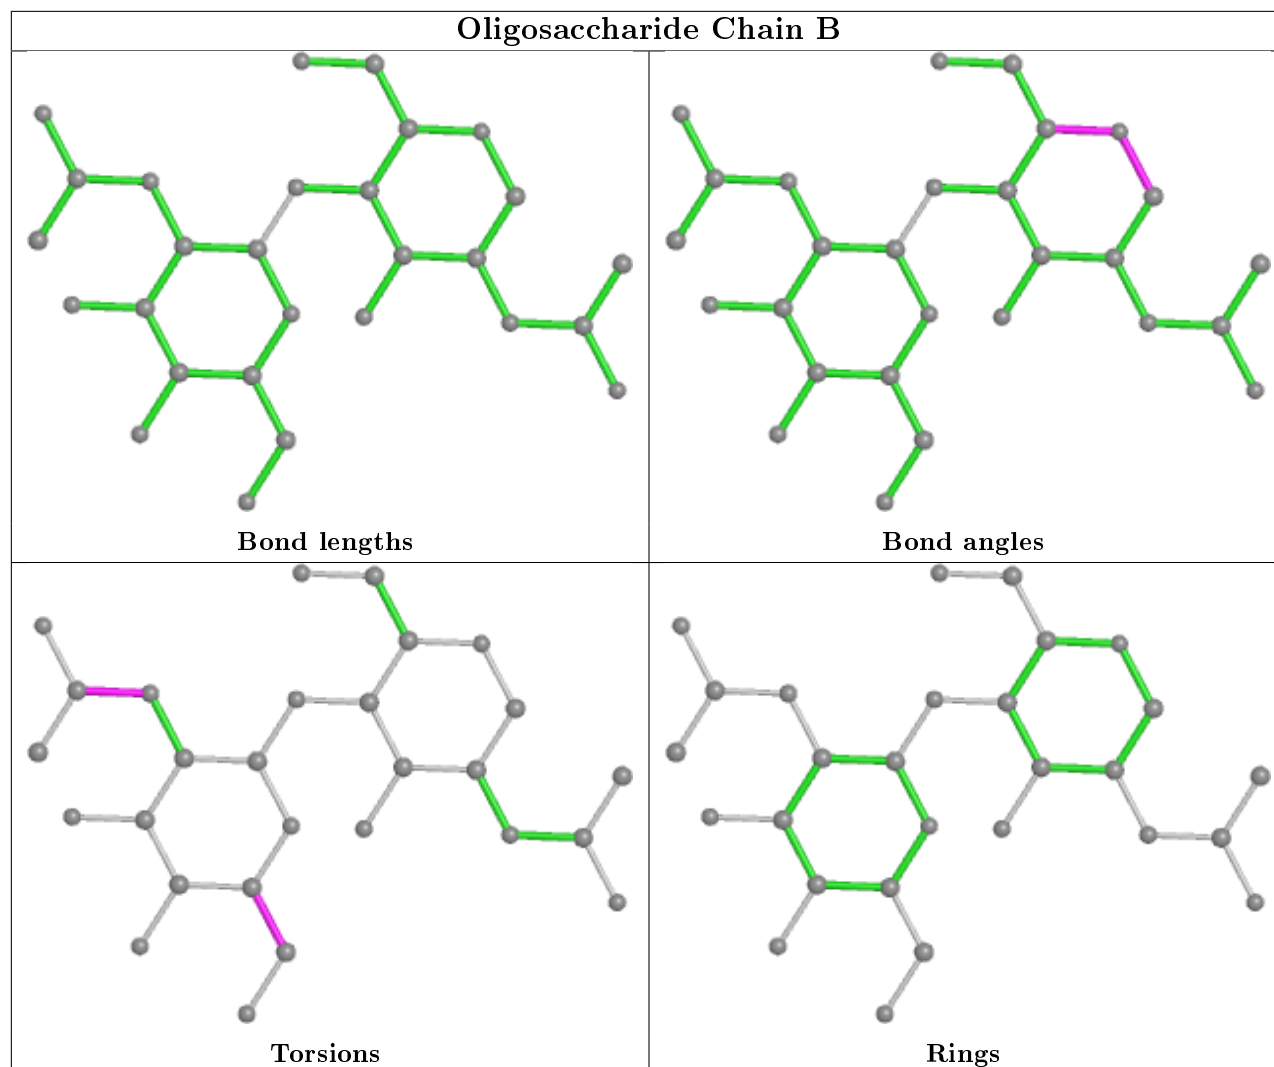 Oligosaccharide Chain B
Bond lengths
Bond angles
Torsions
Rings